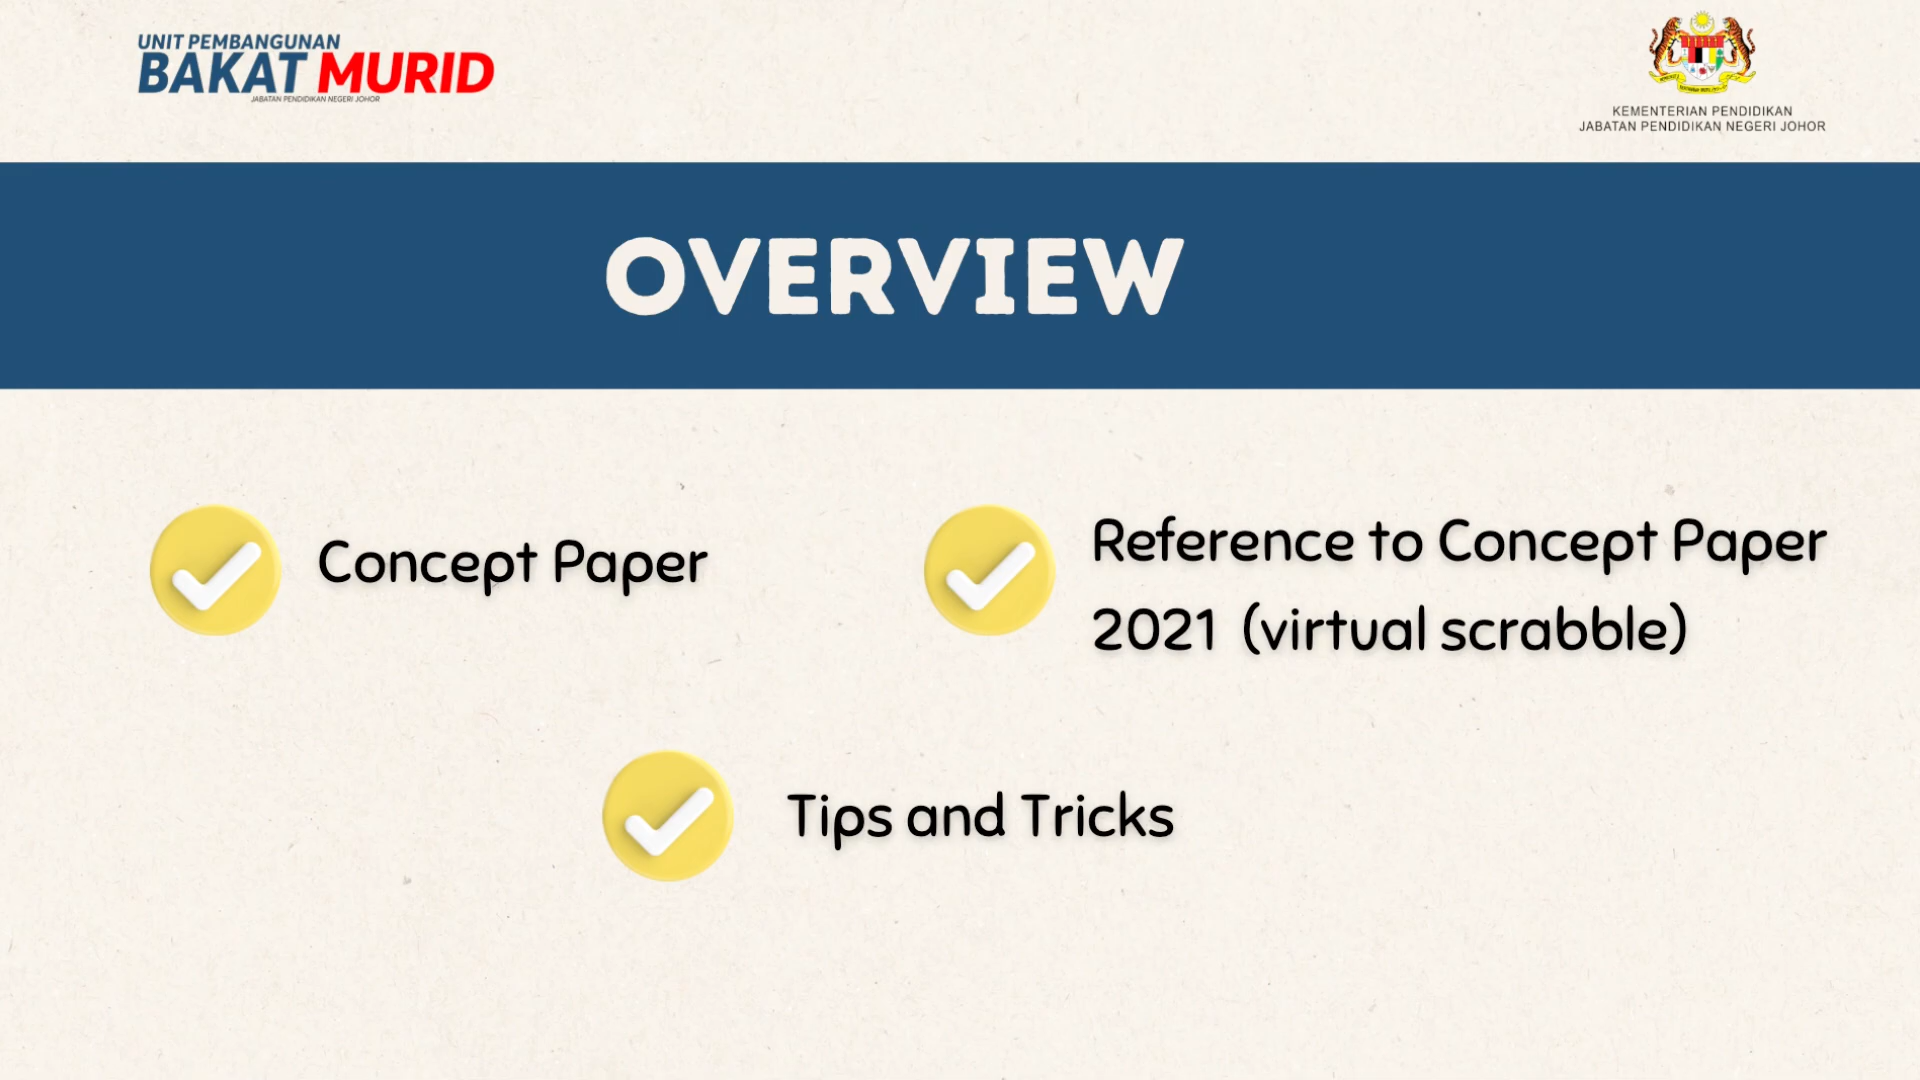 UNIT PEMBANGUNAN
BAKAT MURID
JABATAN PENDIDIKAN NEGERI JOHOR
KEMENTERIAN PENDIDIKAN
JABATAN PENDIDIKAN NEGERI JOHOR
OVERVIEW
Concept Paper
Reference to Concept Paper
2021 (virtual scrabble)
Tips and Tricks